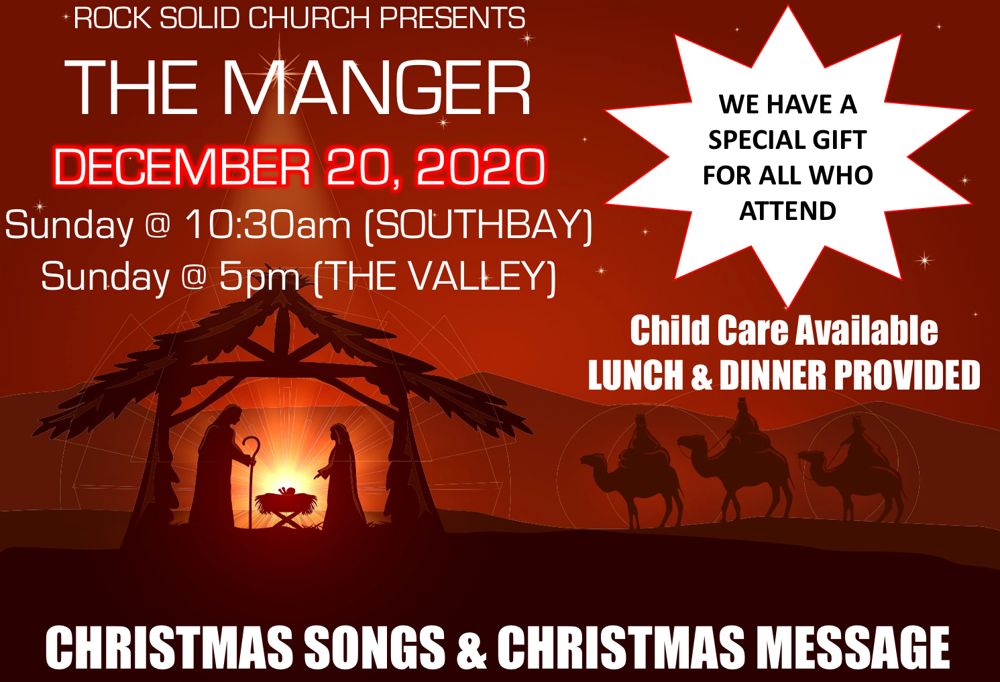 ROCK SOLID CHURCH PRESENTS
THE MANGER
DECEMBER 20, 2020
Sunday @ 10:30am (SOUTHBAY)
Sunday @ 5pm (THE VALLEY)
WE HAVE A
SPECIAL GIFT
FOR ALL WHO
ATTEND
Child Care Available
LUNCH & DINNER PROVIDED
CHRISTMAS SONGS & CHRISTMAS MESSAGE